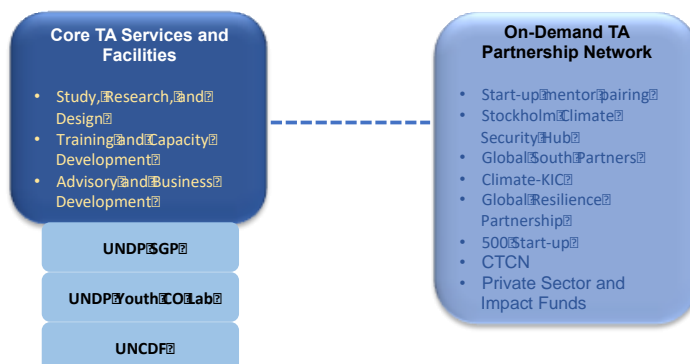 Core TA Services and
Facilities
• Study, Research, and
Design
• Training and Capacity
Development
• Advisory and Business
Development
UNDP SGP
UNDP Youth CO Lab
UNCDF
On-Demand TA
Partnership Network
• Start-up mentor pairing
• Stockholm Climate
Security Hub
• Global South Partners
• Climate-KIC
• Global Resilience
Partnership
• 500 Start-up
• CTCN
• Private Sector and
Impact Funds